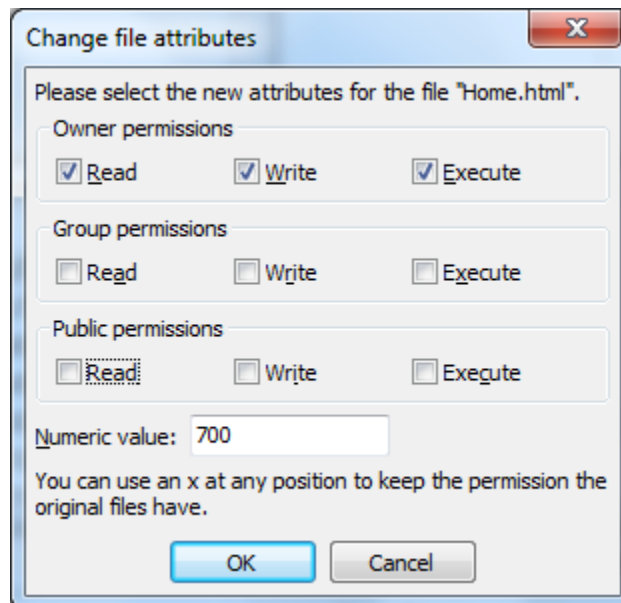 Change file attributes
Please select the new attributes for the file "Home.html".
Owner permissions
Read Write Execute
Group permissions
Read Write Execute
Public permissions
Read Write Execute
Numeric value: 700
You can use an x at any position to keep the permission the
original files have.
OK Cancel